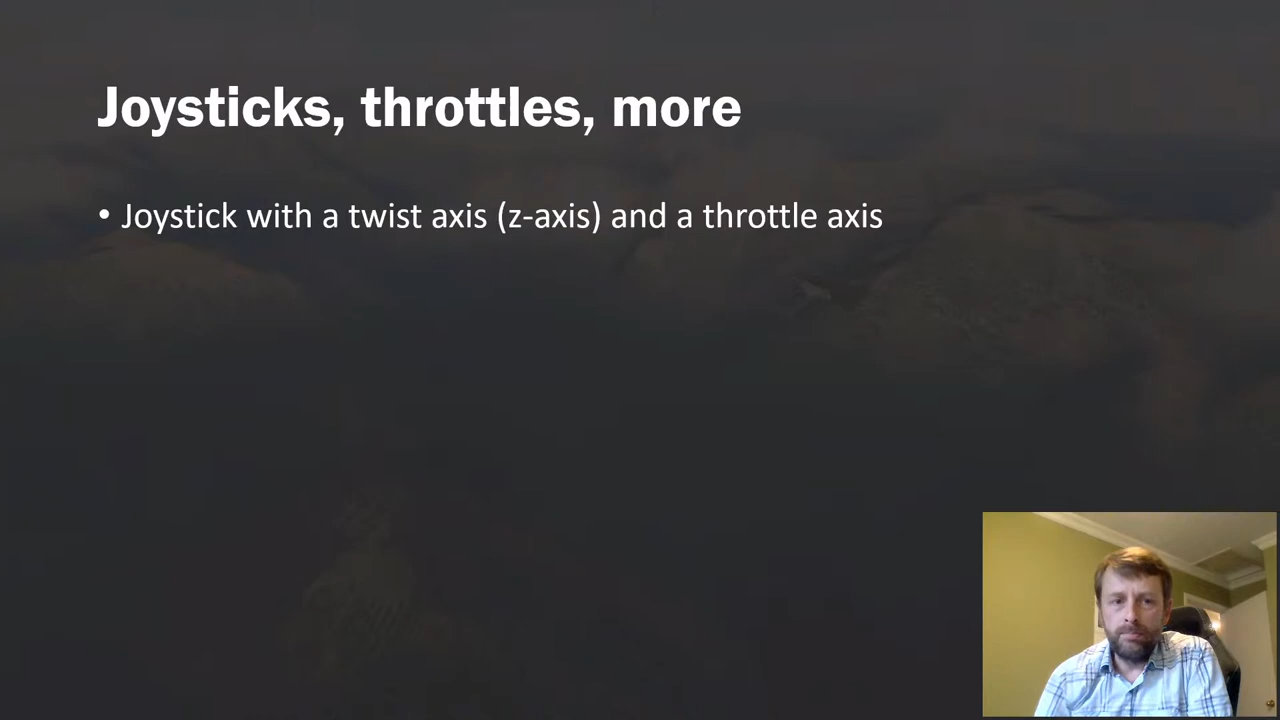 Joysticks, throttles, more
• Joystick with a twist axis (z-axis) and a throttle axis